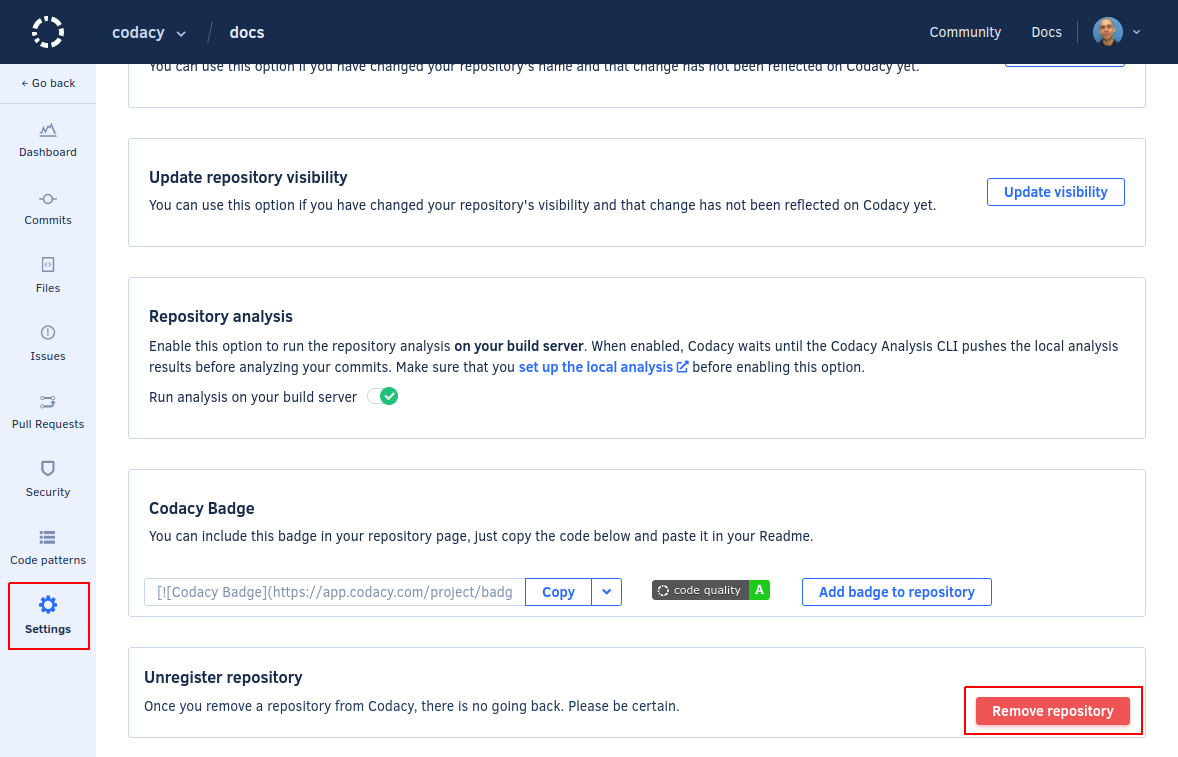 codacy / docs
Community Docs
← Go back
Dashboard
Commits
Files
Issues
Pull Requests
Security
Code patterns
Settings
You can use this option if you have changed your repository's name and that change has not been reflected on Codacy yet.
Update repository visibility
You can use this option if you have changed your repository's visibility and that change has not been reflected on Codacy yet.
Update visibility
Repository analysis
Enable this option to run the repository analysis on your build server. When enabled, Codacy waits until the Codacy Analysis CLI pushes the local analysis
results before analyzing your commits. Make sure that you set up the local analysis before enabling this option.
Run analysis on your build server
Codacy Badge
You can include this badge in your repository page, just copy the code below and paste it in your Readme.
[![Codacy Badge](https://app.codacy.com/project/badg
Copy
code quality A
Add badge to repository
Unregister repository
Once you remove a repository from Codacy, there is no going back. Please be certain.
Remove repository